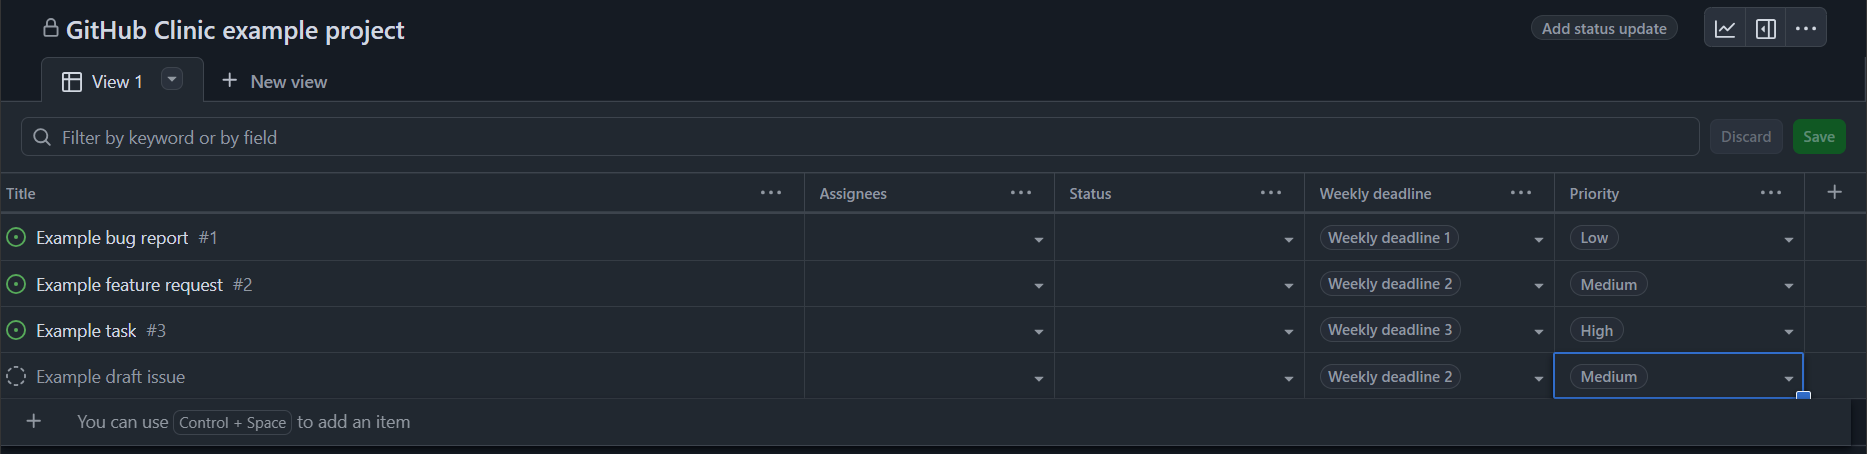 GitHub Clinic example project
Add status update
View 1
New view
Filter by keyword or by field
Discard
Save
Title Assignees Status Weekly deadline Priority
Example bug report #1 Weekly deadline 1 Low
Example feature request #2 Weekly deadline 2 Medium
Example task #3 Weekly deadline 3 High
Example draft issue Weekly deadline 2 Medium
You can use Control + Space to add an item